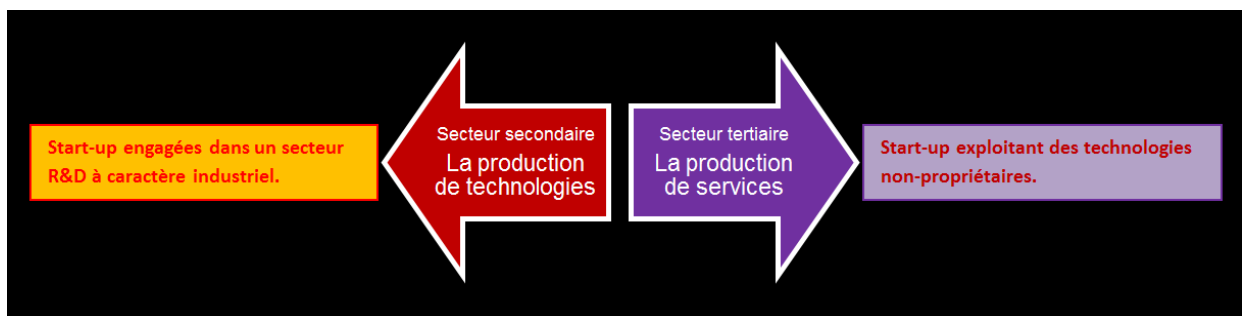 Start-up engagées dans un secteur
R&D à caractère industriel.
Secteur secondaire
La production
de technologies
Secteur tertiaire
La production
de services
Start-up exploitant des technologies
non-propriétaires.